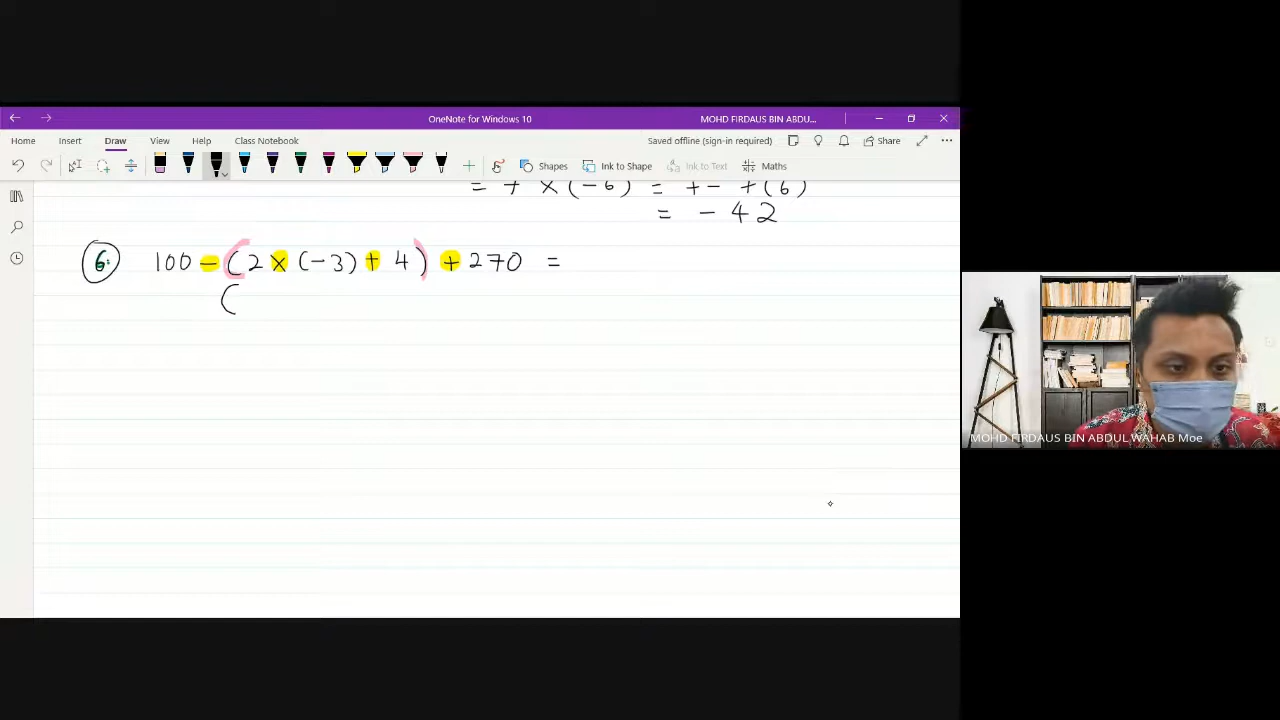 OneNote for Windows 10
MOHD FIRDAUS BIN ABDU...
Home Insert Draw View Help Class Notebook
Saved offline (sign-in required)
Share
Shapes
Ink to Shape
Ink to Text
Maths
= 7 × (-6) = +- 7(6)
= - 42
6. 100 - (2 × (-3) + 4) + 270 =
(
MOHD FIRDAUS BIN ABDUL WAHAB Moe